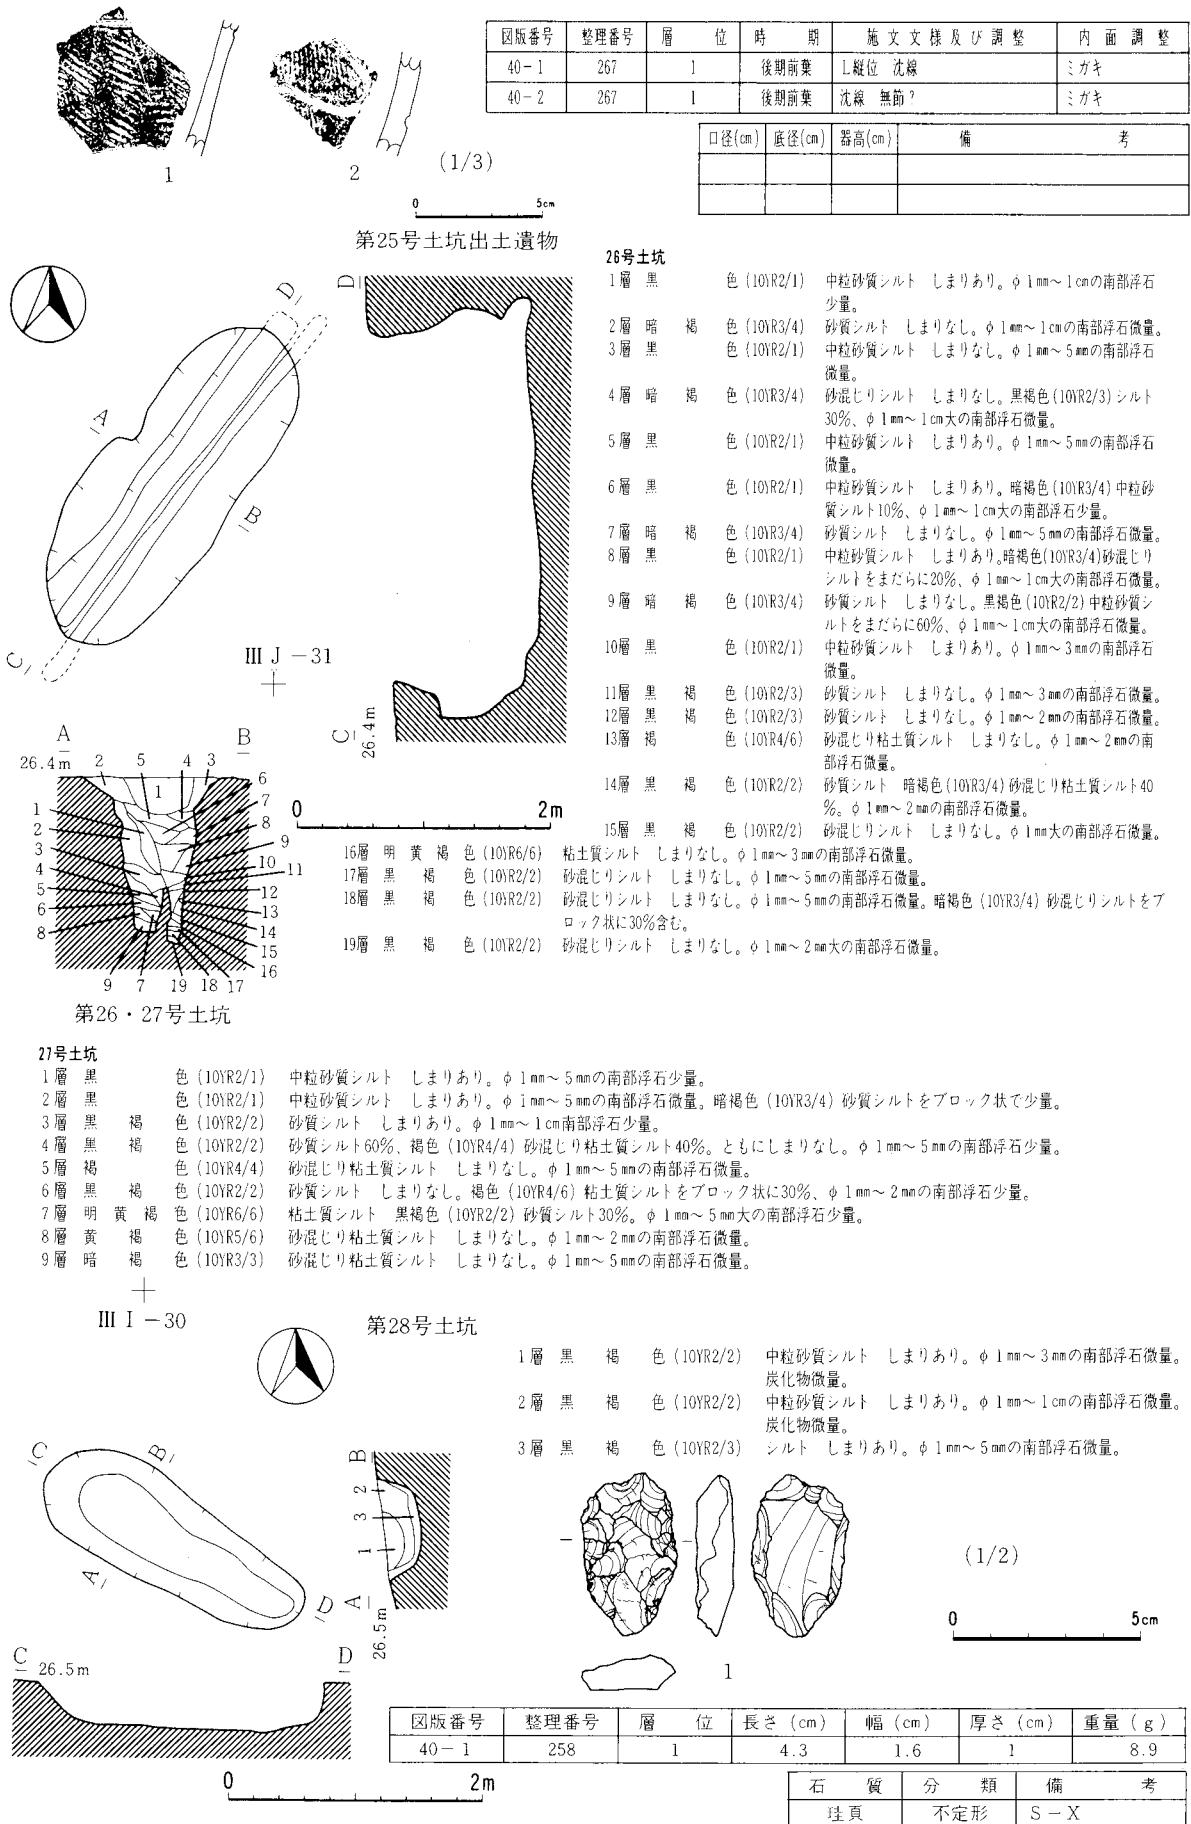 図版番号 整理番号 層位 時期 施文文様及び調整 内面調整
40-1 267 1 後期前葉 L縦位 沈線 ミガキ
40-2 267 1 後期前葉 沈線 無節? ミガキ
口径(cm) 底径(cm) 器高(cm) 備考
1 2 (1/3)
0 5cm
第25号土坑出土遺物
26号土坑
1層 黒色(10YR2/1) 中粒砂質シルト しまりあり。φ1mm~1cmの南部浮石
少量。
2層 暗褐色(10YR3/4) 砂質シルト しまりなし。φ1mm~1cmの南部浮石微量。
3層 黒色(10YR2/1) 中粒砂質シルト しまりなし。φ1mm~5mmの南部浮石
微量。
4層 暗褐色(10YR3/4) 砂混じりシルト しまりなし。黒褐色(10YR2/3)シルト
30%、φ1mm~1cm大の南部浮石微量。
5層 黒色(10YR2/1) 中粒砂質シルト しまりあり。φ1mm~5mmの南部浮石
微量。
6層 黒色(10YR2/1) 中粒砂質シルト しまりあり。暗褐色(10YR3/4)中粒砂
質シルト10%、φ1mm~1cm大の南部浮石少量。
7層 暗褐色(10YR3/4) 砂質シルト しまりなし。φ1mm~5mmの南部浮石微量。
8層 黒色(10YR2/1) 中粒砂質シルト しまりあり。暗褐色(10YR3/4)砂混じり
シルトをまだらに20%、φ1mm~1cm大の南部浮石微量。
9層 暗褐色(10YR3/4) 砂質シルト しまりなし。黒褐色(10YR2/2)中粒砂質シ
ルトをまだらに60%、φ1mm~1cm大の南部浮石微量。
10層 黒色(10YR2/1) 中粒砂質シルト しまりあり。φ1mm~3mmの南部浮石
微量。
11層 黒褐色(10YR2/3) 砂質シルト しまりなし。φ1mm~3mmの南部浮石微量。
12層 黒褐色(10YR2/3) 砂質シルト しまりなし。φ1mm~2mmの南部浮石微量。
13層 褐色(10YR4/6) 砂混じり粘土質シルト しまりなし。φ1mm~2mmの南
部浮石微量。
14層 黒褐色(10YR2/2) 砂質シルト 暗褐色(10YR3/4)砂混じり粘土質シルト40
%。φ1mm~2mmの南部浮石微量。
15層 黒褐色(10YR2/2) 砂混じりシルト しまりなし。φ1mm大の南部浮石微量。
16層 明黄褐色(10YR6/6) 粘土質シルト しまりなし。φ1mm~3mmの南部浮石微量。
17層 黒褐色(10YR2/2) 砂混じりシルト しまりなし。φ1mm~5mmの南部浮石微量。
18層 黒褐色(10YR2/2) 砂混じりシルト しまりなし。φ1mm~5mmの南部浮石微量。暗褐色(10YR3/4)砂混じりシルトをブ
ロック状に30%含む。
19層 黒褐色(10YR2/2) 砂混じりシルト しまりなし。φ1mm~2mm大の南部浮石微量。
D
A
B
C
III J-31
D
C
26.4m
A B
26.4m 2 5 4 3
1
6
7
8
9
10
11
12
13
14
15
16
1
2
3
4
5
6
8
9 7 19 18 17
0 2m
第26・27号土坑
27号土坑
1層 黒色(10YR2/1) 中粒砂質シルト しまりあり。φ1mm~5mmの南部浮石少量。
2層 黒色(10YR2/1) 中粒砂質シルト しまりあり。φ1mm~5mmの南部浮石微量。暗褐色(10YR3/4)砂質シルトをブロック状で少量。
3層 黒褐色(10YR2/2) 砂質シルト しまりあり。φ1mm~1cm南部浮石少量。
4層 黒褐色(10YR2/2) 砂質シルト60%、褐色(10YR4/4)砂混じり粘土質シルト40%。ともにしまりなし。φ1mm~5mmの南部浮石少量。
5層 褐色(10YR4/4) 砂混じり粘土質シルト しまりなし。φ1mm~5mmの南部浮石微量。
6層 黒褐色(10YR2/2) 砂質シルト しまりなし。褐色(10YR4/6)粘土質シルトをブロック状に30%、φ1mm~2mmの南部浮石少量。
7層 明黄褐色(10YR6/6) 粘土質シルト 黒褐色(10YR2/2)砂質シルト30%。φ1mm~5mm大の南部浮石少量。
8層 黄褐色(10YR5/6) 砂混じり粘土質シルト しまりなし。φ1mm~2mmの南部浮石微量。
9層 暗褐色(10YR3/3) 砂混じり粘土質シルト しまりなし。φ1mm~5mmの南部浮石微量。
III I-30
第28号土坑
1層 黒褐色(10YR2/2) 中粒砂質シルト しまりあり。φ1mm~3mmの南部浮石微量。
炭化物微量。
2層 黒褐色(10YR2/2) 中粒砂質シルト しまりあり。φ1mm~1cmの南部浮石微量。
炭化物微量。
3層 黒褐色(10YR2/3) シルト しまりあり。φ1mm~5mmの南部浮石微量。
C B
A D
B
2
3
1
A
26.5m
C 26.5m D
0 2m
(1/2)
0 5cm
1
図版番号 整理番号 層位 長さ(cm) 幅(cm) 厚さ(cm) 重量(g)
40-1 258 1 4.3 1.6 1 8.9
石質 分類 備考
珪頁 不定形 S-X